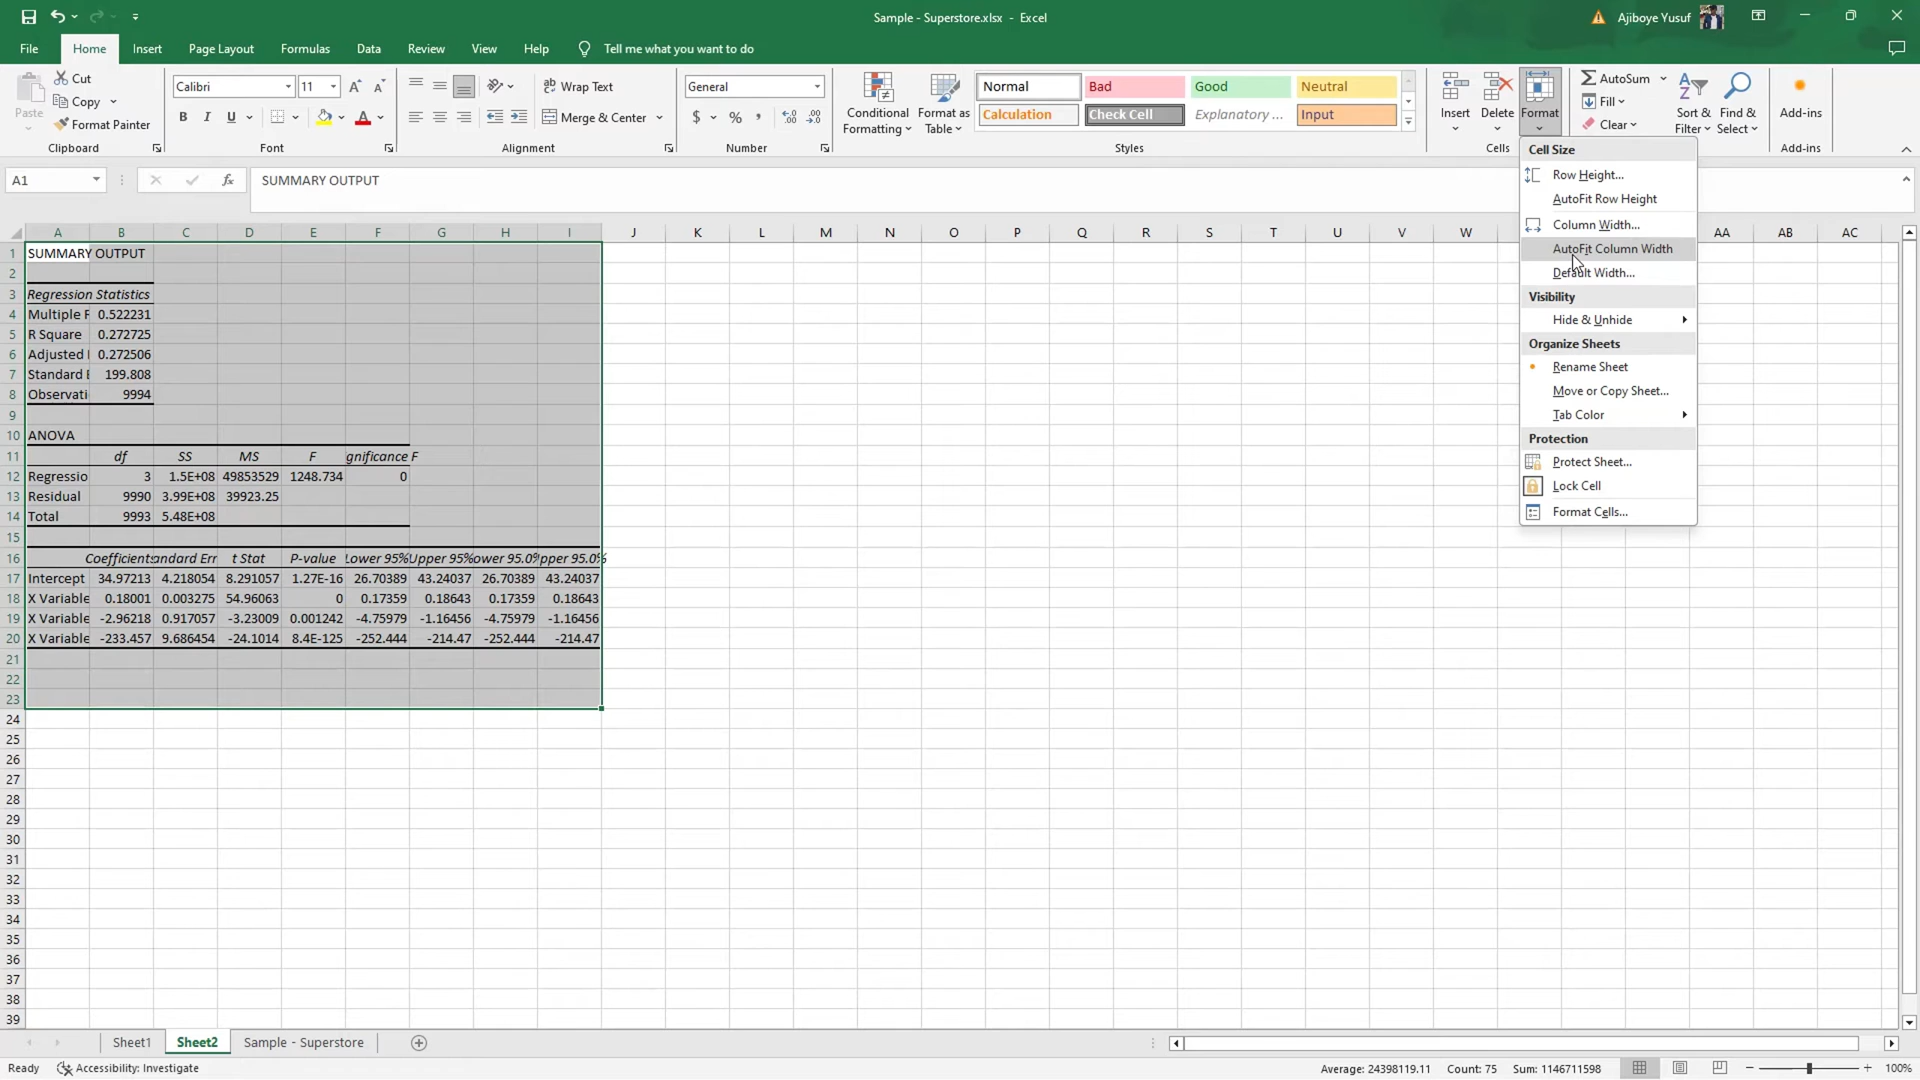 Sample - Superstore.xlsx - Excel
Ajiboye Yusuf
File Home Insert Page Layout Formulas Data Review View Help Tell me what you want to do
Paste
Cut
Copy
Format Painter
Clipboard
Calibri 11
B I U
Font
Wrap Text
Merge & Center
Alignment
General
$ % ,
Number
Conditional Formatting
Format as Table
Normal Bad Good Neutral
Calculation Check Cell Explanatory ... Input
Styles
Insert Delete Format
Cells
AutoSum
Fill
Clear
Sort & Filter
Find & Select
Add-ins
Add-ins
A1 fx SUMMARY OUTPUT
Cell Size
Row Height...
AutoFit Row Height
Column Width...
AutoFit Column Width
Default Width...
Visibility
Hide & Unhide
Organize Sheets
Rename Sheet
Move or Copy Sheet...
Tab Color
Protection
Protect Sheet...
Lock Cell
Format Cells...
A B C D E F G H I J K L M N O P Q R S T U V W AA AB AC
1 SUMMARY OUTPUT
2
3 Regression Statistics
4 Multiple R 0.522231
5 R Square 0.272725
6 Adjusted 0.272506
7 Standard E 199.808
8 Observati 9994
9
10 ANOVA
11 df SS MS F gnificance F
12 Regressio 3 1.5E+08 49853529 1248.734 0
13 Residual 9990 3.99E+08 39923.25
14 Total 9993 5.48E+08
15
16 Coefficients andard Err t Stat P-value Lower 95% Upper 95% ower 95.0% pper 95.0%
17 Intercept 34.97213 4.218054 8.291057 1.27E-16 26.70389 43.24037 26.70389 43.24037
18 X Variable 0.18001 0.003275 54.96063 0 0.17359 0.18643 0.17359 0.18643
19 X Variable -2.96218 0.917057 -3.23009 0.001242 -4.75979 -1.16456 -4.75979 -1.16456
20 X Variable -233.457 9.686454 -24.1014 8.4E-125 -252.444 -214.47 -252.444 -214.47
21
22
23
24
25
26
27
28
29
30
31
32
33
34
35
36
37
38
39
Sheet1 Sheet2 Sample - Superstore
Ready Accessibility: Investigate Average: 24398119.11 Count: 75 Sum: 1146711598 100%